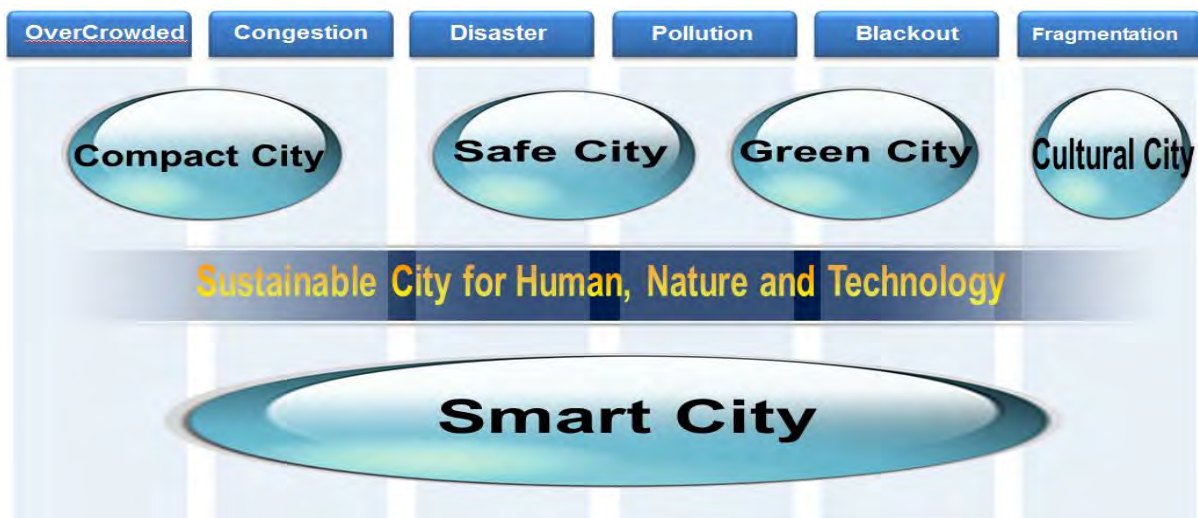 OverCrowded Congestion Disaster Pollution Blackout Fragmentation
Compact City Safe City Green City Cultural City
Sustainable City for Human, Nature and Technology
Smart City